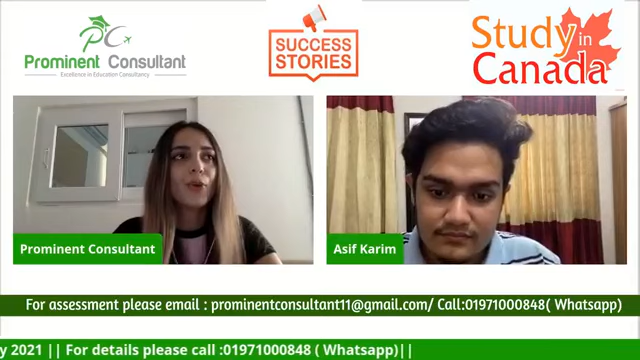 Prominent Consultant
Excellence in Education Consultancy
SUCCESS
STORIES
Study in
Canada
Prominent Consultant
Asif Karim
For assessment please email : prominentconsultant11@gmail.com/ Call:01971000848( Whatsapp)
y 2021 || For details please call :01971000848 ( Whatsapp)||